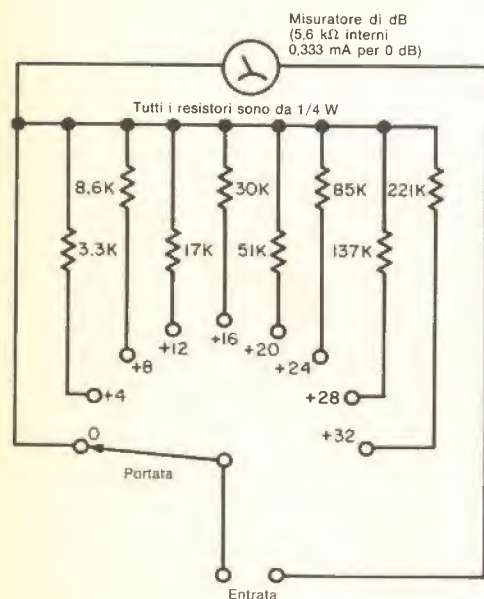 Misuratore di dB
(5,6 kΩ interni
0,333 mA per 0 dB)
Tutti i resistori sono da 1/4 W
8.6K
30K
85K
221K
3.3K
17K
51K
137K
+4
+8
+12
+16
+20
+24
+28
+32
0
Portata
Entrata